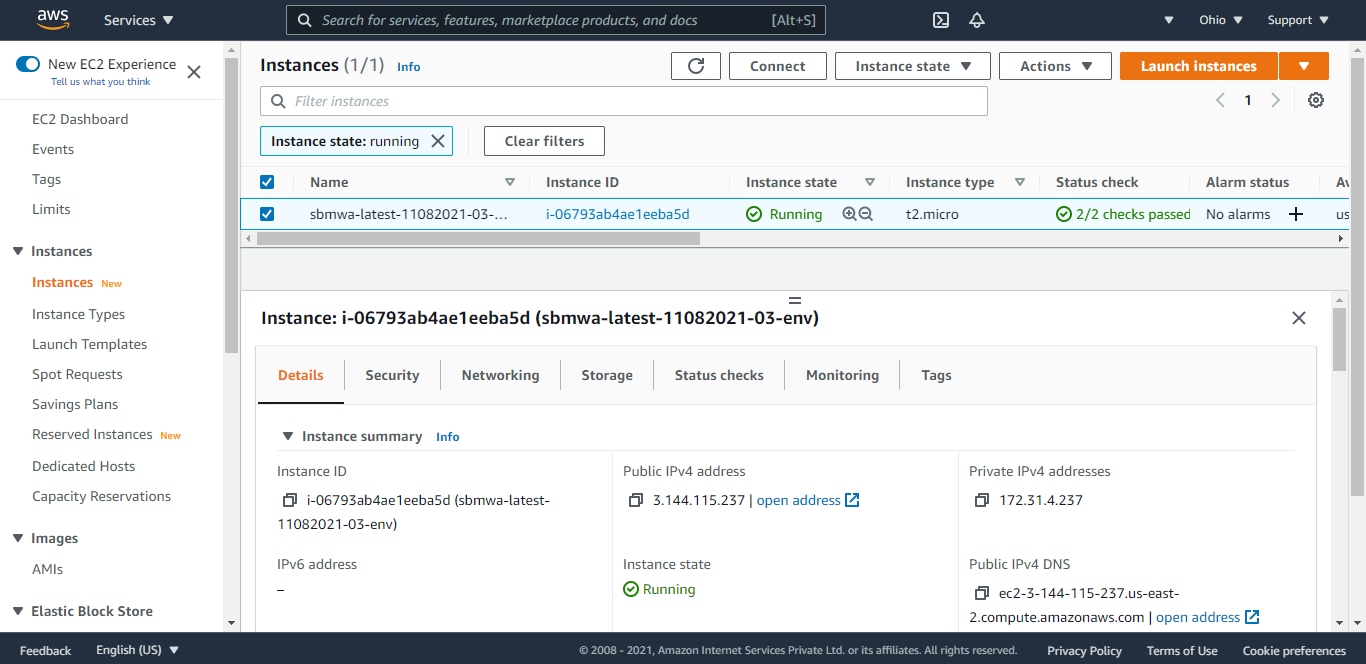 aws
Services
Search for services, features, marketplace products, and docs [Alt+S]
Ohio
Support
New EC2 Experience
Tell us what you think
EC2 Dashboard
Events
Tags
Limits
Instances
Instances New
Instance Types
Launch Templates
Spot Requests
Savings Plans
Reserved Instances New
Dedicated Hosts
Capacity Reservations
Images
AMIs
Elastic Block Store
Instances (1/1) Info
Connect
Instance state
Actions
Launch instances
Filter instances
1
Instance state: running
Clear filters
Name Instance ID Instance state Instance type Status check Alarm status Av
sbmwa-latest-11082021-03-... i-06793ab4ae1eeba5d Running t2.micro 2/2 checks passed No alarms + us
Instance: i-06793ab4ae1eeba5d (sbmwa-latest-11082021-03-env)
Details Security Networking Storage Status checks Monitoring Tags
Instance summary Info
Instance ID
i-06793ab4ae1eeba5d (sbmwa-latest-
11082021-03-env)
Public IPv4 address
3.144.115.237 | open address
Private IPv4 addresses
172.31.4.237
IPv6 address
–
Instance state
Running
Public IPv4 DNS
ec2-3-144-115-237.us-east-
2.compute.amazonaws.com | open address
Feedback English (US) © 2008 - 2021, Amazon Internet Services Private Ltd. or its affiliates. All rights reserved. Privacy Policy Terms of Use Cookie preferences